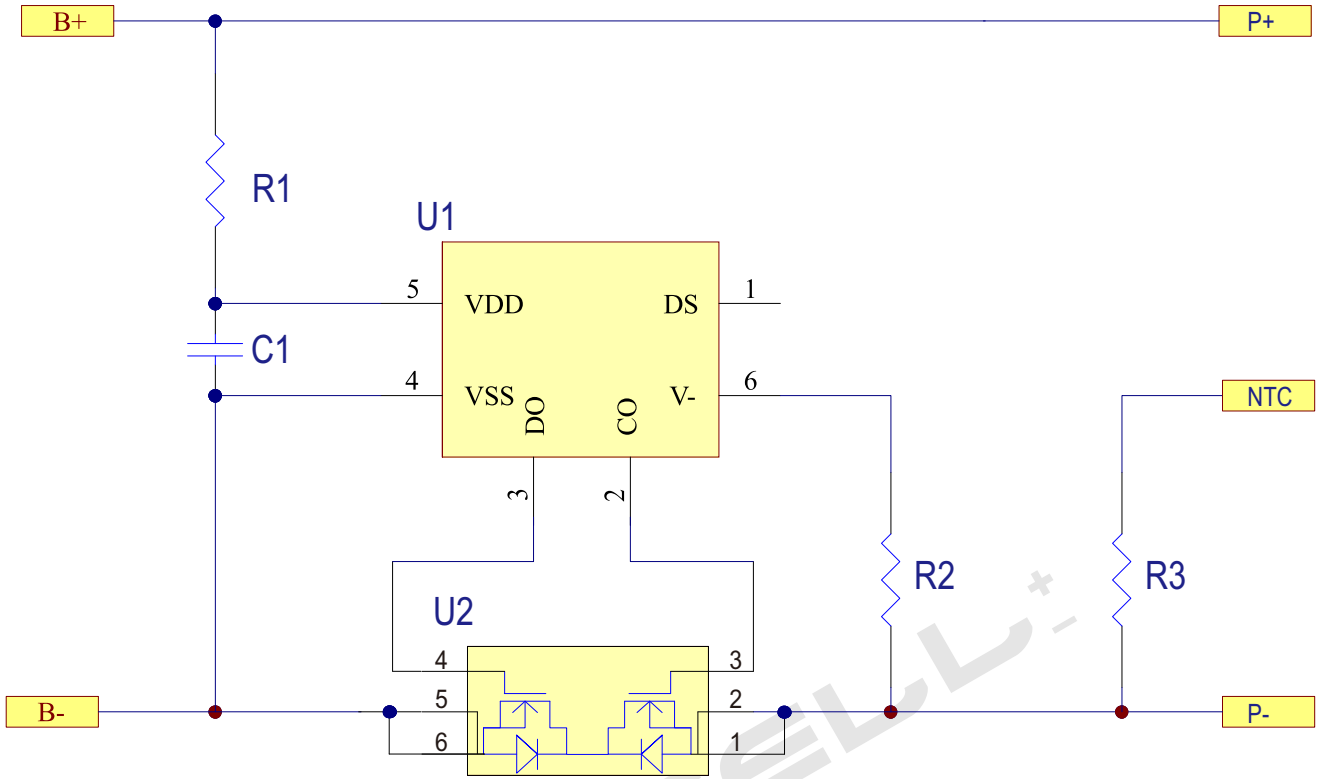 B+
P+
R1
U1
5 VDD DS 1
C1
4 VSS DO CO V- 6
NTC
3 2
R2 R3
U2
4 3
5 2
B- P-
6 1